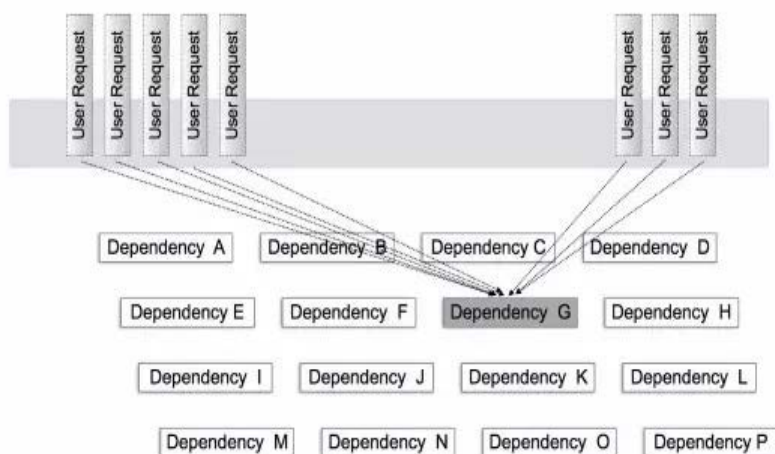 User Request
User Request
User Request
User Request
User Request
User Request
User Request
User Request
Dependency A
Dependency B
Dependency C
Dependency D
Dependency E
Dependency F
Dependency G
Dependency H
Dependency I
Dependency J
Dependency K
Dependency L
Dependency M
Dependency N
Dependency O
Dependency P